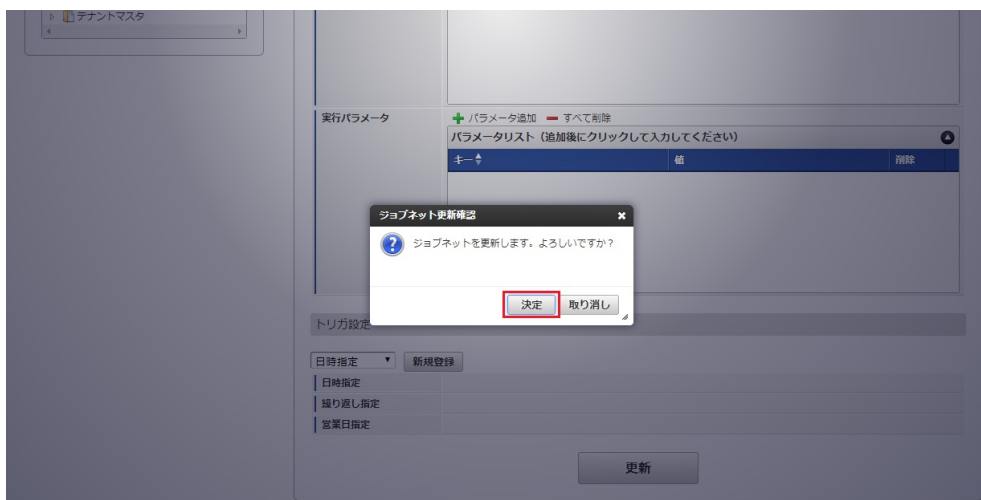 テナントマスタ
実行パラメータ
パラメータ追加 すべて削除
パラメータリスト（追加後にクリックして入力してください）
キー 値 削除
ジョブネット更新確認
ジョブネットを更新します。よろしいですか？
決定 取り消し
トリガ設定
日時指定 新規登録
日時指定
繰り返し指定
営業日指定
更新